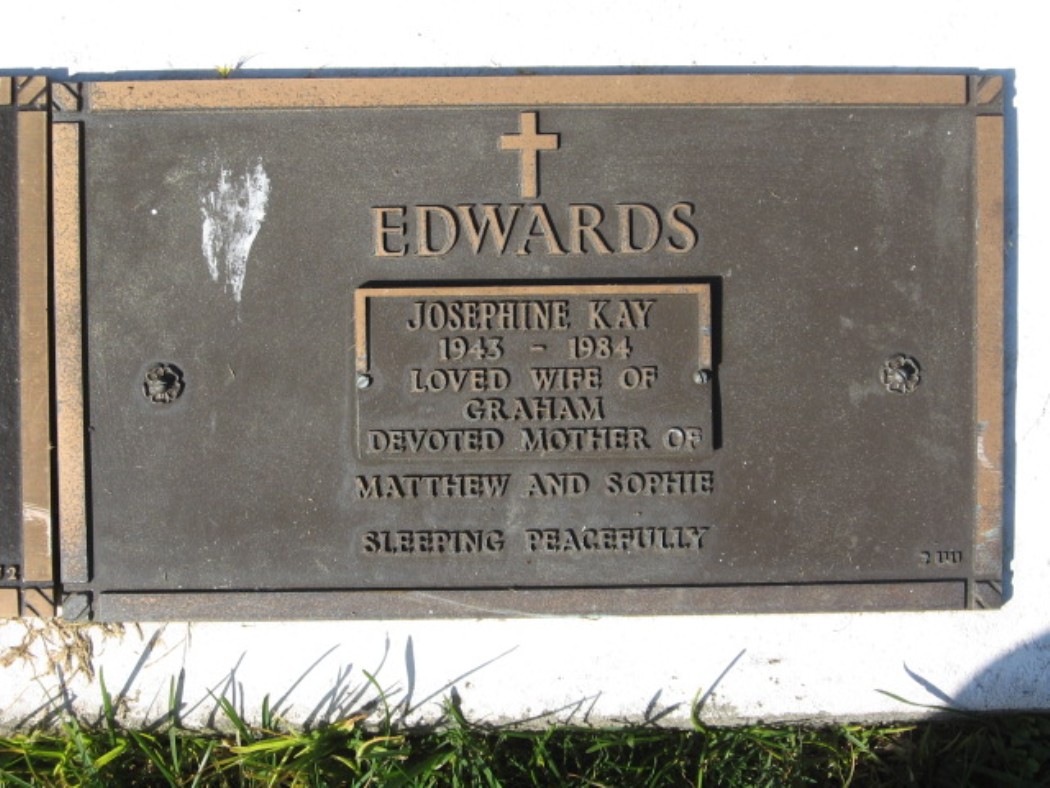 EDWARDS
JOSEPHINE KAY
1943 - 1984
LOVED WIFE OF
GRAHAM
DEVOTED MOTHER OF
MATTHEW AND SOPHIE
SLEEPING PEACEFULLY